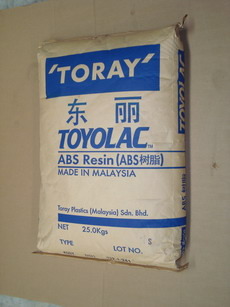 'TORAY'
东丽
TOYOLAC™
ABS Resin (ABS树脂)
MADE IN MALAYSIA
Toray Plastics (Malaysia) Sdn. Bhd.
NET 25.0Kgs
TYPE
LOT NO.